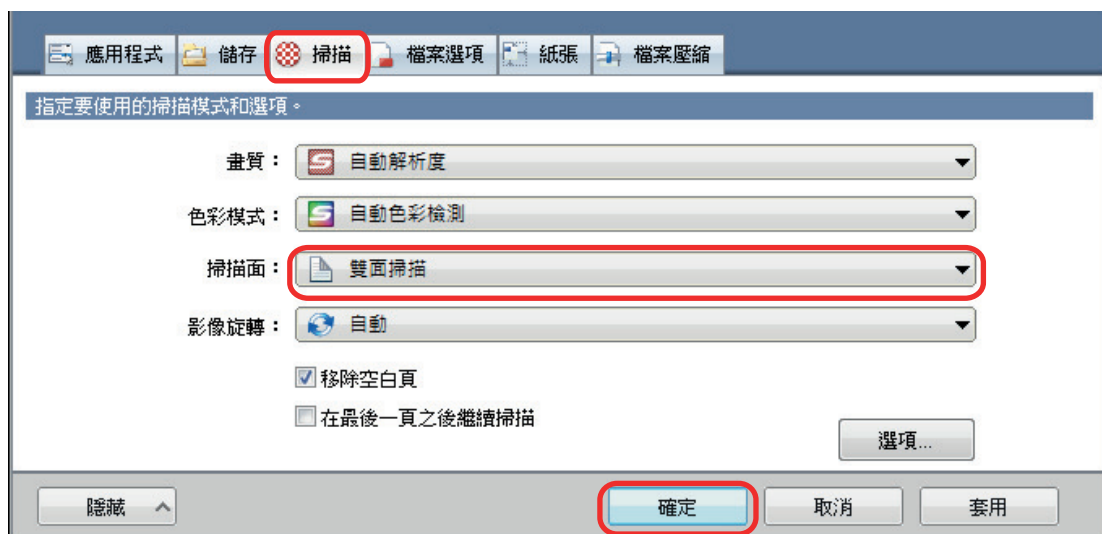 應用程式 儲存 掃描 檔案選項 紙張 檔案壓縮
指定要使用的掃描模式和選項。
畫質： 自動解析度
色彩模式： 自動色彩檢測
掃描面： 雙面掃描
影像旋轉： 自動
移除空白頁
在最後一頁之後繼續掃描
選項...
隱藏 確定 取消 套用